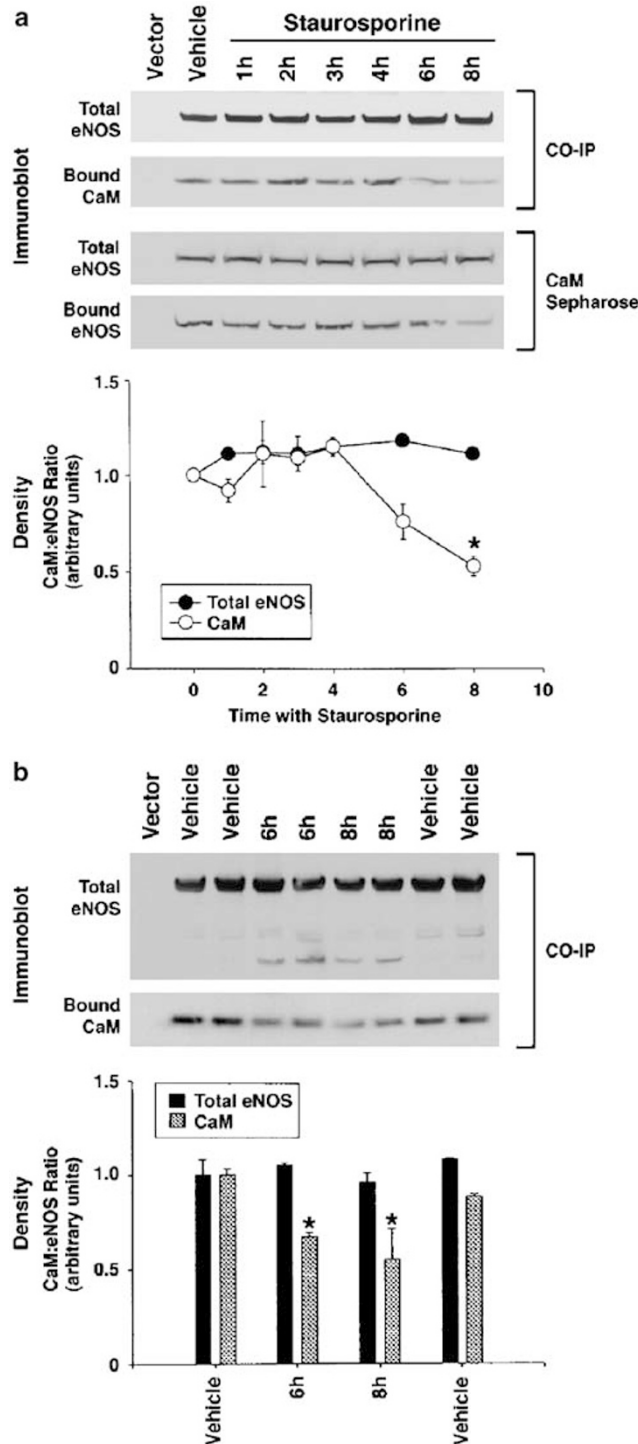 a
Staurosporine
Vector
Vehicle
1h
2h
3h
4h
6h
8h
Immunoblot
Total
eNOS
Bound
CaM
CO-IP
Total
eNOS
Bound
eNOS
CaM
Sepharose
Density
CaM:eNOS Ratio
(arbitrary units)
1.5
1.0
0.5
0
*
Total eNOS
CaM
0 2 4 6 8 10
Time with Staurosporine
b
Vector
Vehicle
Vehicle
6h
6h
8h
8h
Vehicle
Vehicle
Immunoblot
Total
eNOS
Bound
CaM
CO-IP
Density
CaM:eNOS Ratio
(arbitrary units)
1.5
1.0
0.5
0
Total eNOS
CaM
* *
Vehicle
6h
8h
Vehicle